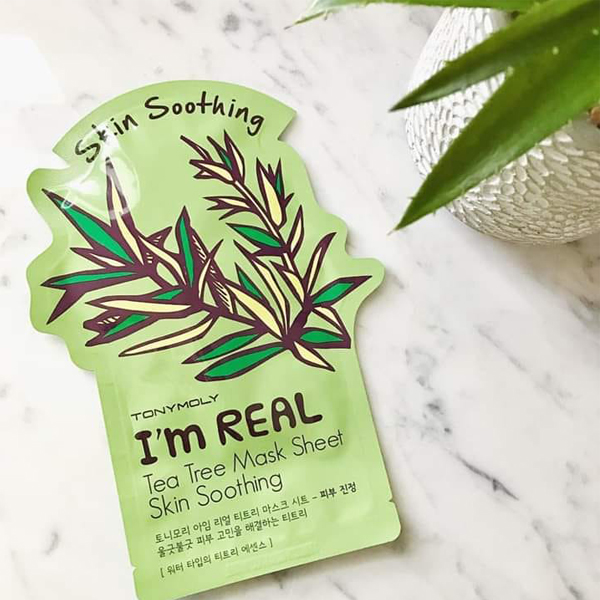 Skin Soothing
TONYMOLY
I'm REAL
Tea Tree Mask Sheet
Skin Soothing
토니모리 아임 리얼 티트리 마스크 시트 – 피부 진정
울긋불긋 피부 고민을 해결하는 티트리
[ 워터 타입의 티트리 에센스 ]